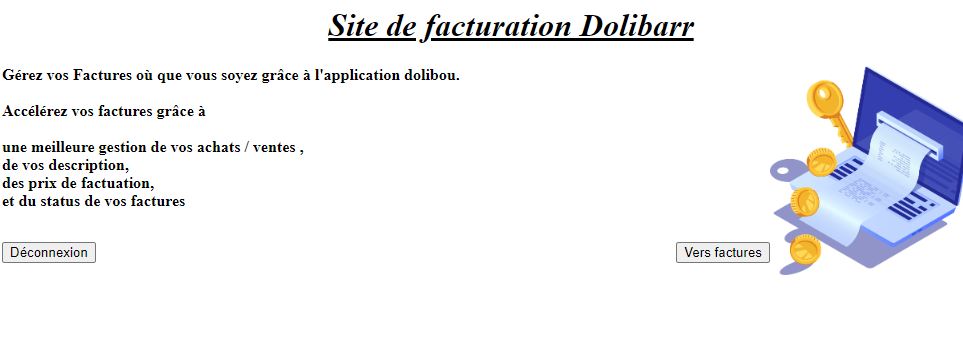 Site de facturation Dolibarr
Gérez vos Factures où que vous soyez grâce à l'application dolibou.
Accélérez vos factures grâce à
une meilleure gestion de vos achats / ventes ,
de vos description,
des prix de factuation,
et du status de vos factures
Déconnexion
Vers factures